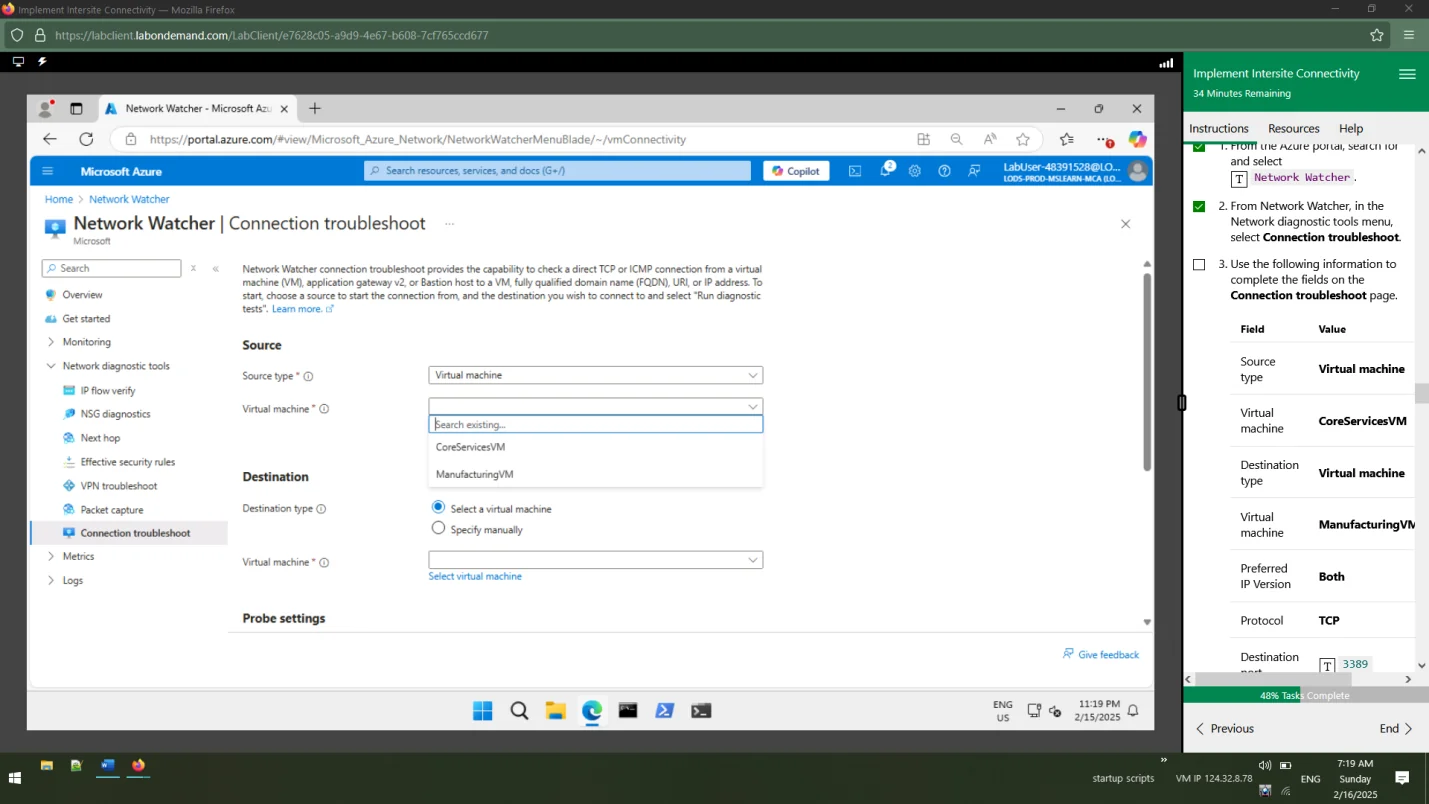 Implement Intersite Connectivity — Mozilla Firefox
https://labclient.labondemand.com/LabClient/e7628c05-a9d9-4e67-b608-7cf765ccd677
Network Watcher - Microsoft Azu
https://portal.azure.com/#view/Microsoft_Azure_Network/NetworkWatcherMenuBlade/~/vmConnectivity
Microsoft Azure
Search resources, services, and docs (G+/)
Copilot
2
LabUser-48391528@LO...
LODS-PROD-MSLEARN-MCA (LO...
Home > Network Watcher
Network Watcher | Connection troubleshoot ...
Microsoft
Search
Overview
Get started
Monitoring
Network diagnostic tools
IP flow verify
NSG diagnostics
Next hop
Effective security rules
VPN troubleshoot
Packet capture
Connection troubleshoot
Metrics
Logs
Network Watcher connection troubleshoot provides the capability to check a direct TCP or ICMP connection from a virtual
machine (VM), application gateway v2, or Bastion host to a VM, fully qualified domain name (FQDN), URI, or IP address. To
start, choose a source to start the connection from, and the destination you wish to connect to and select "Run diagnostic
tests". Learn more.
Source
Source type * Virtual machine
Virtual machine *
Search existing...
CoreServicesVM
ManufacturingVM
Destination
Destination type
Select a virtual machine
Specify manually
Virtual machine *
Select virtual machine
Probe settings
Give feedback
ENG
US
11:19 PM
2/15/2025
Implement Intersite Connectivity
34 Minutes Remaining
Instructions Resources Help
1. From the Azure portal, search for
and select
T Network Watcher .
2. From Network Watcher, in the
Network diagnostic tools menu,
select Connection troubleshoot.
3. Use the following information to
complete the fields on the
Connection troubleshoot page.
Field Value
Source
type
Virtual machine
Virtual
machine
CoreServicesVM
Destination
type
Virtual machine
Virtual
machine
ManufacturingVM
Preferred
IP Version
Both
Protocol TCP
Destination
port
T 3389
48% Tasks Complete
Previous End
startup scripts
VM IP 124.32.8.78
ENG
7:19 AM
Sunday
2/16/2025